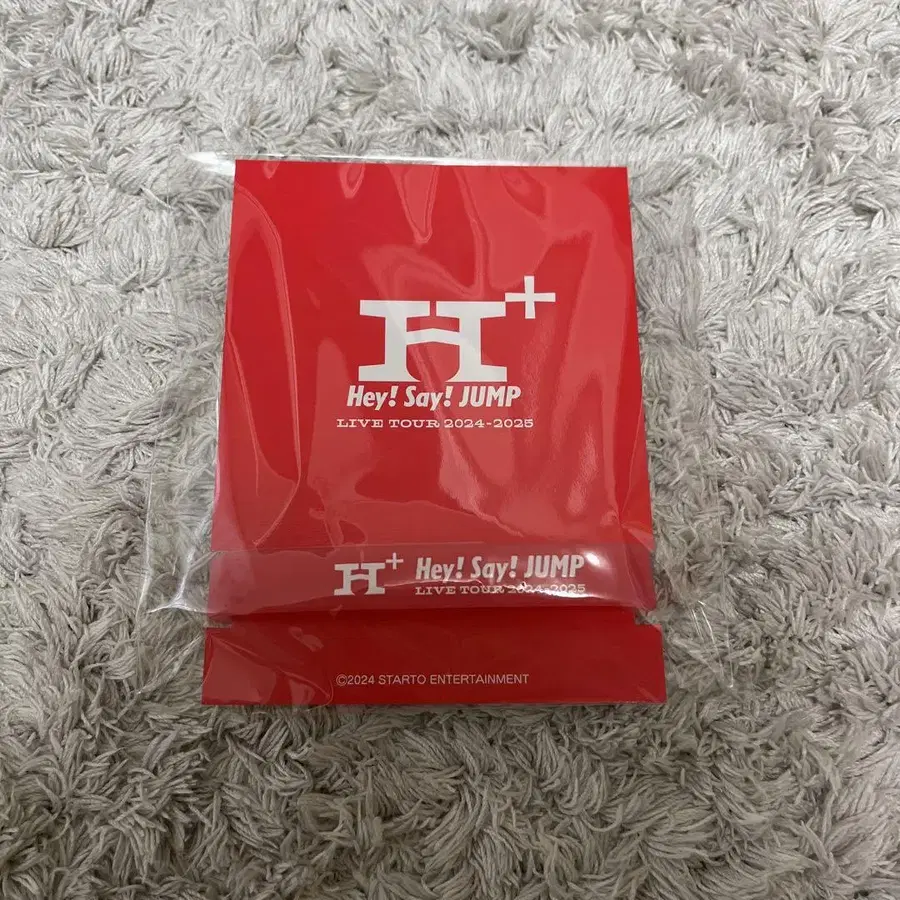 H+
Hey! Say! JUMP
LIVE TOUR 2024-2025
H+ Hey! Say! JUMP
LIVE TOUR 2024-2025
©2024 STARTO ENTERTAINMENT